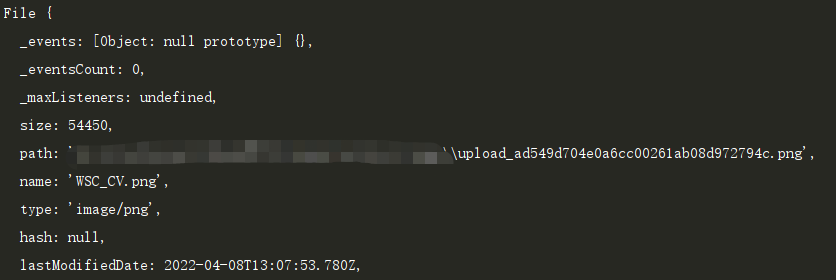 File {
_events: [Object: null prototype] {},
_eventsCount: 0,
_maxListeners: undefined,
size: 54450,
path: '\\upload_ad549d704e0a6cc00261ab08d972794c.png',
name: 'WSC_CV.png',
type: 'image/png',
hash: null,
lastModifiedDate: 2022-04-08T13:07:53.780Z,